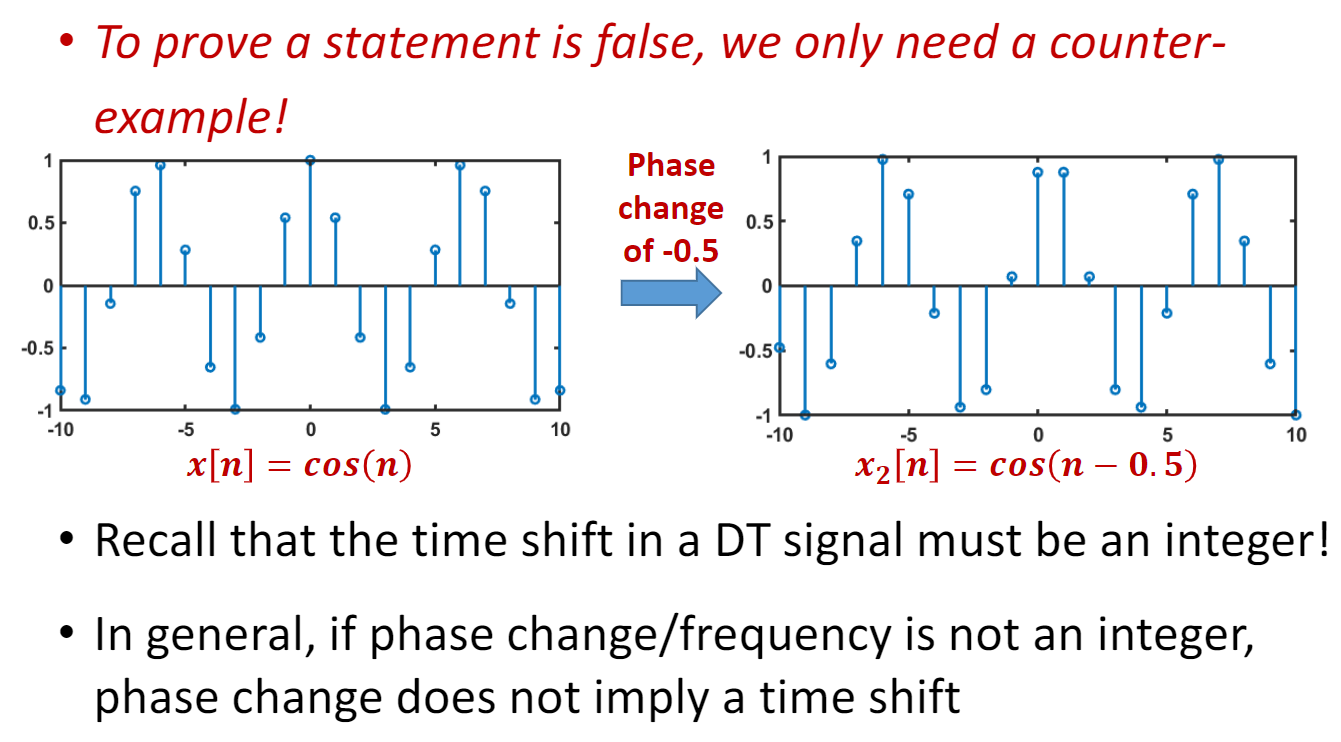 • To prove a statement is false, we only need a counter-
example!
1
0.5
0
-0.5
-1
-10 -5 0 5 10
x[n] = cos(n)
Phase
change
of -0.5
1
0.5
0
-0.5
-1
-10 -5 0 5 10
x₂[n] = cos(n − 0.5)
• Recall that the time shift in a DT signal must be an integer!
• In general, if phase change/frequency is not an integer,
phase change does not imply a time shift